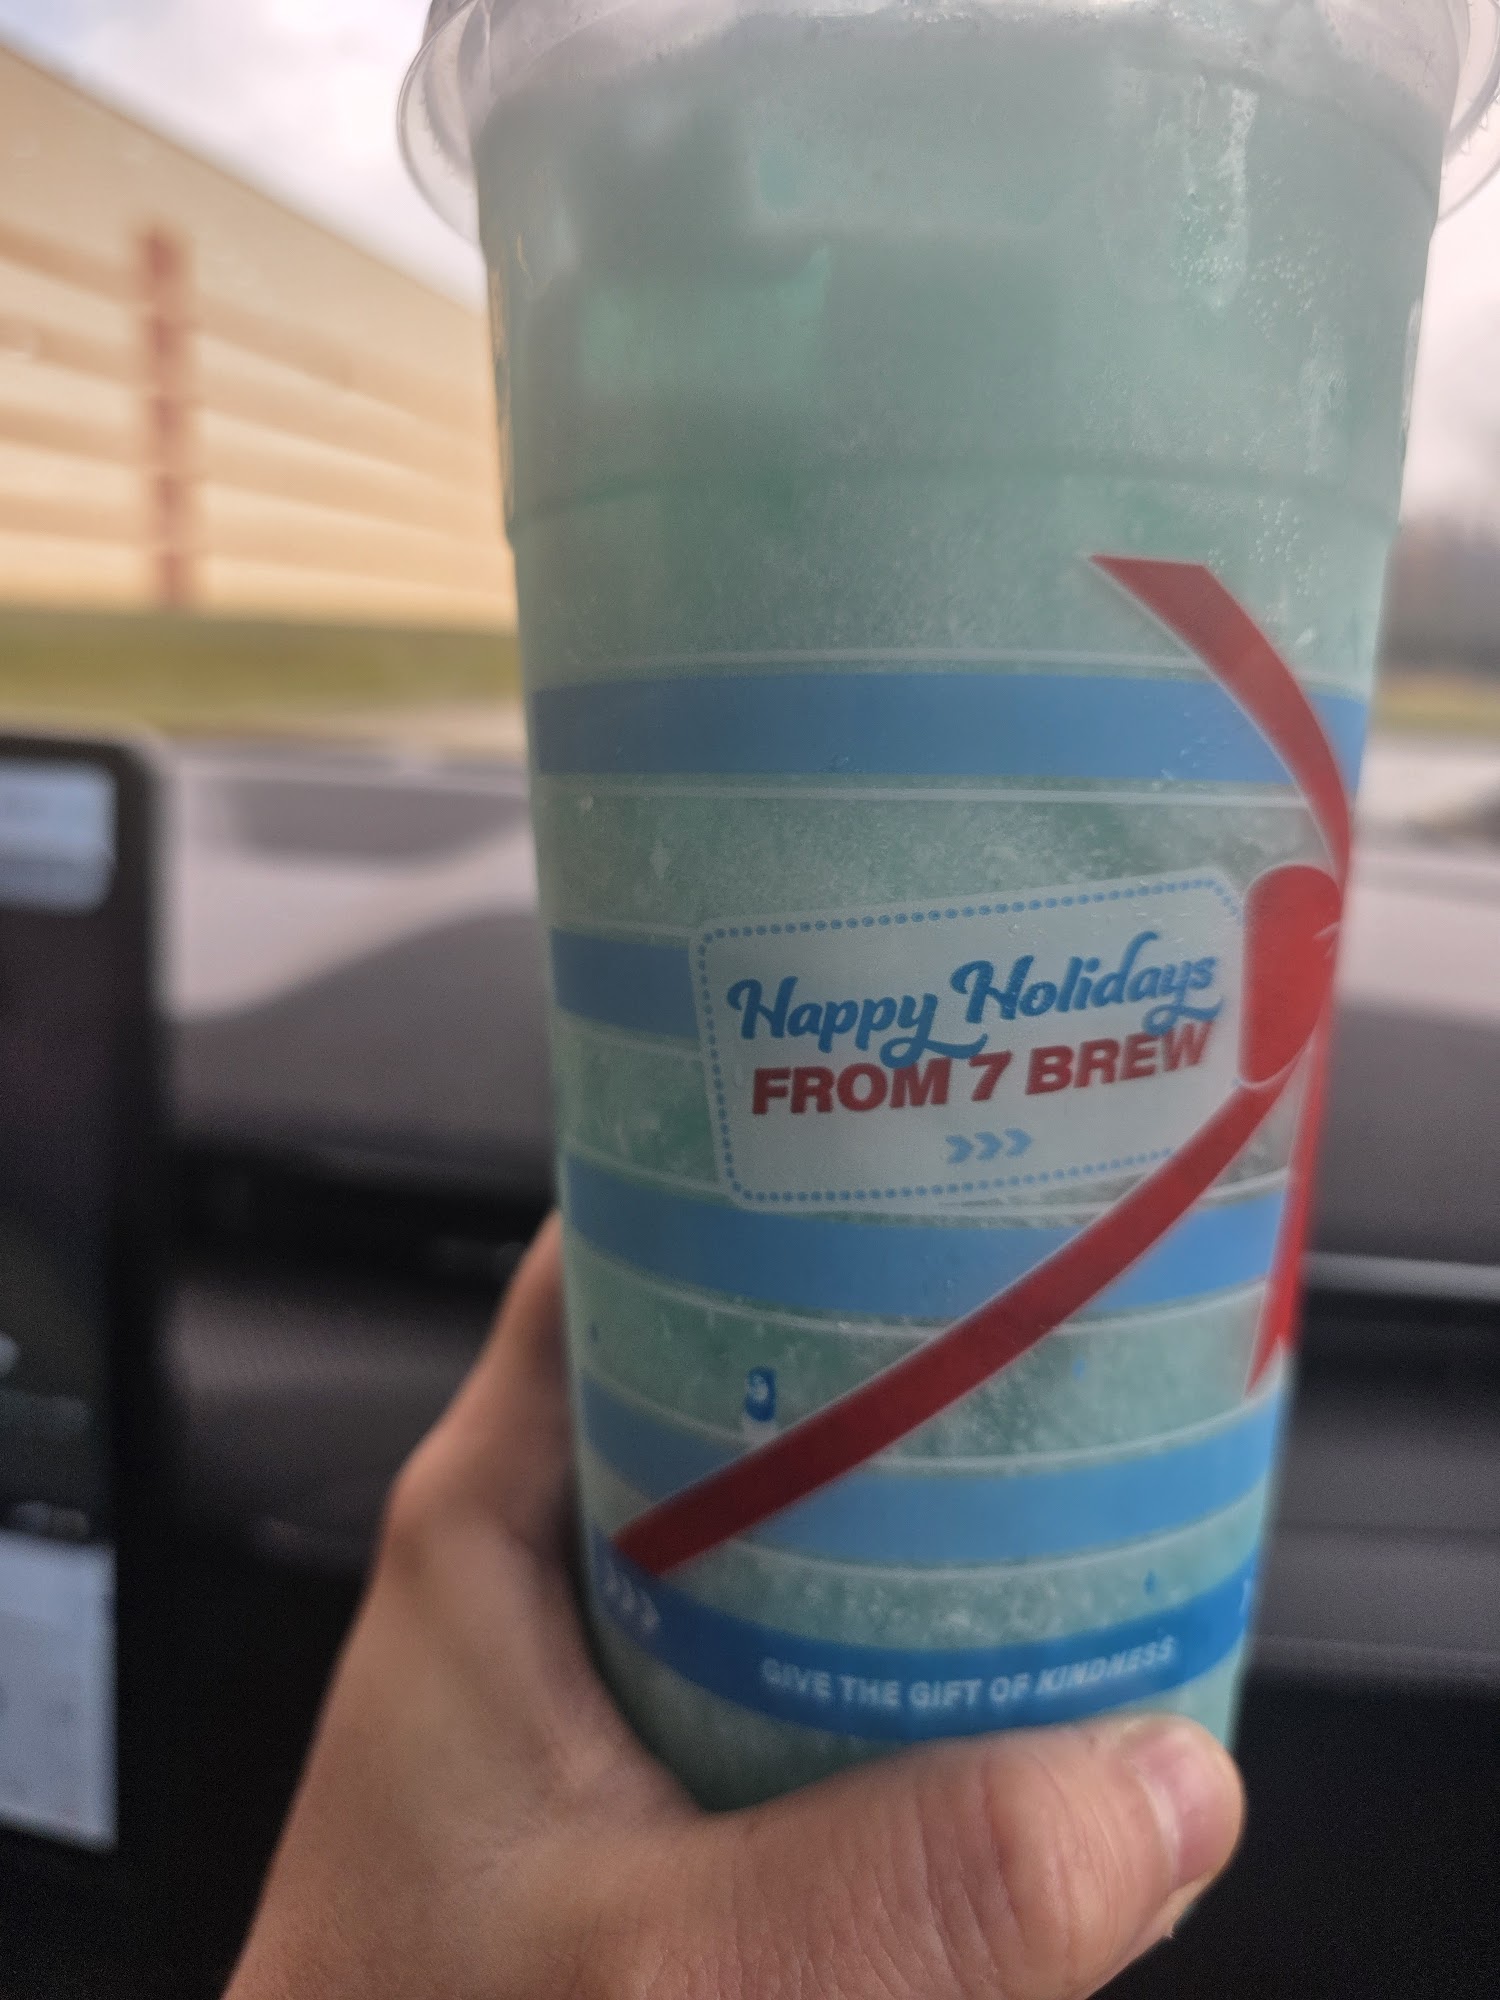 Happy Holidays
FROM 7 BREW
>>>
>>>
GIVE THE GIFT OF KINDNESS